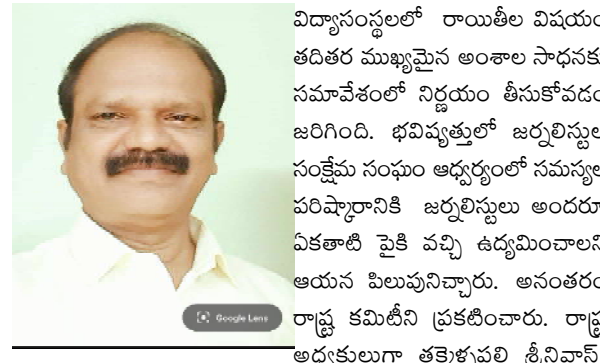 Google Lens
విద్యాసంస్థలలో రాయితీల విషయం
తదితర ముఖ్యమైన అంశాల సాధనకు
సమావేశంలో నిర్ణయం తీసుకోవడం
జరిగింది. భవిష్యత్తులో జర్నలిస్టుల
సంక్షేమ సంఘం ఆధ్వర్యంలో సమస్యల
పరిష్కారానికి జర్నలిస్టులు అందరూ
ఏకతాటి పైకి వచ్చి ఉద్యమించాలని
ఆయన పిలుపునిచ్చారు. అనంతరం
రాష్ట్ర కమిటీని ప్రకటించారు. రాష్ట్ర
అధ్యక్షులుగా శ్రీనివాస్,